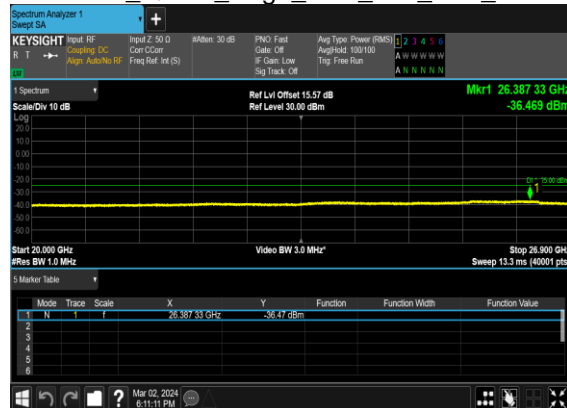 Spectrum Analyzer 1
Swept SA
+
KEYSIGHT Input: RF Input Z: 50 Ω #Atten: 30 dB PNO: Fast Avg Type: Power (RMS) 1 2 3 4 5 6
R T Coupling: DC Corr CCorr Gate: Off Avg|Hold: 100/100 A W W W W W
Align: Auto/No RF Freq Ref: Int (S) IF Gain: Low Trig: Free Run
Sig Track: Off A N N N N N
1 Spectrum Ref Lvl Offset 15.57 dB Mkr1 26.387 33 GHz
Scale/Div 10 dB Ref Level 30.00 dBm -36.469 dBm
Log
20.0
10.0
0.00
-10.0
-20.0
-30.0 1
-40.0
-50.0
-60.0
Start 20.000 GHz Video BW 3.0 MHz* Stop 26.900 GHz
#Res BW 1.0 MHz Sweep 13.3 ms (40001 pts)
5 Marker Table
Mode Trace Scale X Y Function Function Width Function Value
1 N 1 f 26.387 33 GHz -36.47 dBm
2
3
4
5
6
? Mar 02, 2024
6:11:11 PM